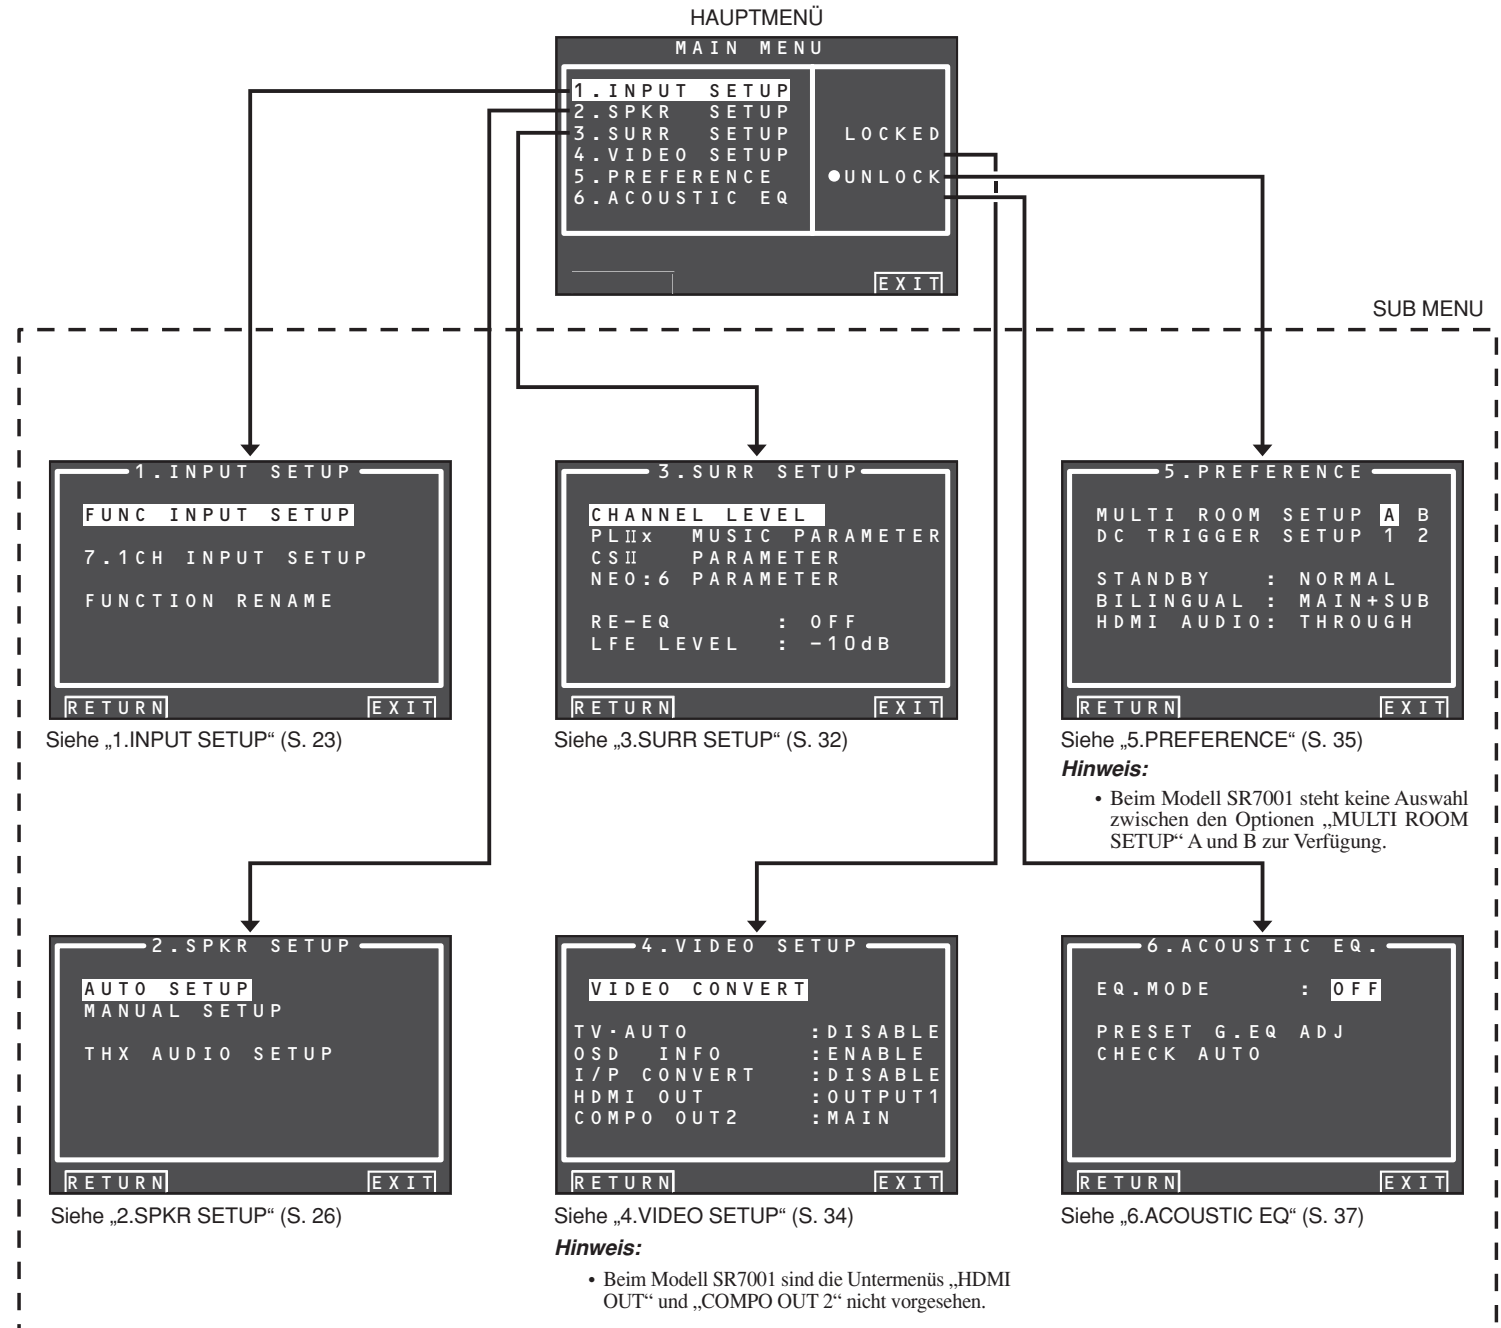 HAUPTMENÜ
MAIN MENU
1.INPUT SETUP
2.SPKR SETUP
3.SURR SETUP
4.VIDEO SETUP
5.PREFERENCE
6.ACOUSTIC EQ
LOCKED
●UNLOCK
EXIT
SUB MENU
1.INPUT SETUP
FUNC INPUT SETUP
7.1CH INPUT SETUP
FUNCTION RENAME
RETURN EXIT
Siehe „1.INPUT SETUP“ (S. 23)
3.SURR SETUP
CHANNEL LEVEL
PLIIx MUSIC PARAMETER
CSII PARAMETER
NEO:6 PARAMETER
RE-EQ : OFF
LFE LEVEL : -10dB
RETURN EXIT
Siehe „3.SURR SETUP“ (S. 32)
5.PREFERENCE
MULTI ROOM SETUP A B
DC TRIGGER SETUP 1 2
STANDBY : NORMAL
BILINGUAL : MAIN+SUB
HDMI AUDIO: THROUGH
RETURN EXIT
Siehe „5.PREFERENCE“ (S. 35)
Hinweis:
• Beim Modell SR7001 steht keine Auswahl
zwischen den Optionen „MULTI ROOM
SETUP“ A und B zur Verfügung.
2.SPKR SETUP
AUTO SETUP
MANUAL SETUP
THX AUDIO SETUP
RETURN EXIT
Siehe „2.SPKR SETUP“ (S. 26)
4.VIDEO SETUP
VIDEO CONVERT
TV·AUTO :DISABLE
OSD INFO :ENABLE
I/P CONVERT :DISABLE
HDMI OUT :OUTPUT1
COMPO OUT2 :MAIN
RETURN EXIT
Siehe „4.VIDEO SETUP“ (S. 34)
Hinweis:
• Beim Modell SR7001 sind die Untermenüs „HDMI
OUT“ und „COMPO OUT 2“ nicht vorgesehen.
6.ACOUSTIC EQ.
EQ.MODE : OFF
PRESET G.EQ ADJ
CHECK AUTO
RETURN EXIT
Siehe „6.ACOUSTIC EQ“ (S. 37)